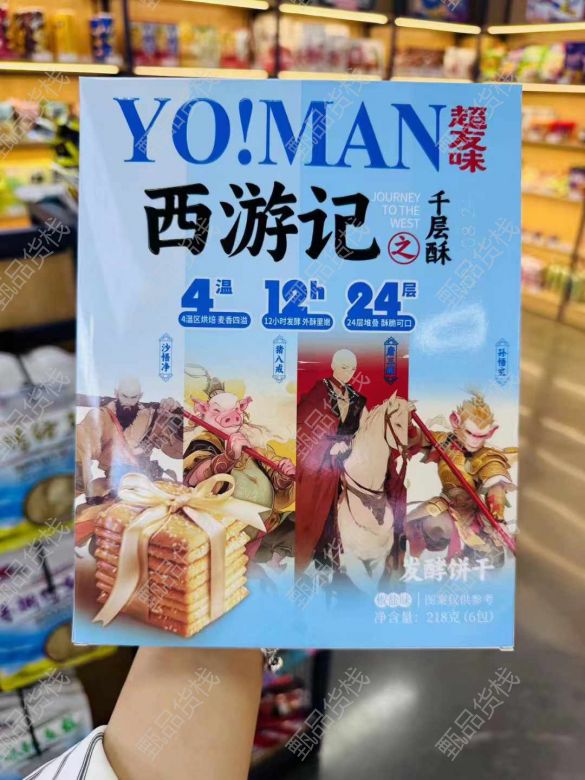 YO!MAN
超友味
西游记
JOURNEY
TO THE
WEST
之
千层酥
4温
4温区烘焙 麦香四溢
12h
12小时发酵 外酥里嫩
24层
24层堆叠 酥脆可口
沙悟净
猪八戒
唐三藏
孙悟空
发酵饼干
图案仅供参考
净含量：218克(6包)
甄品货栈